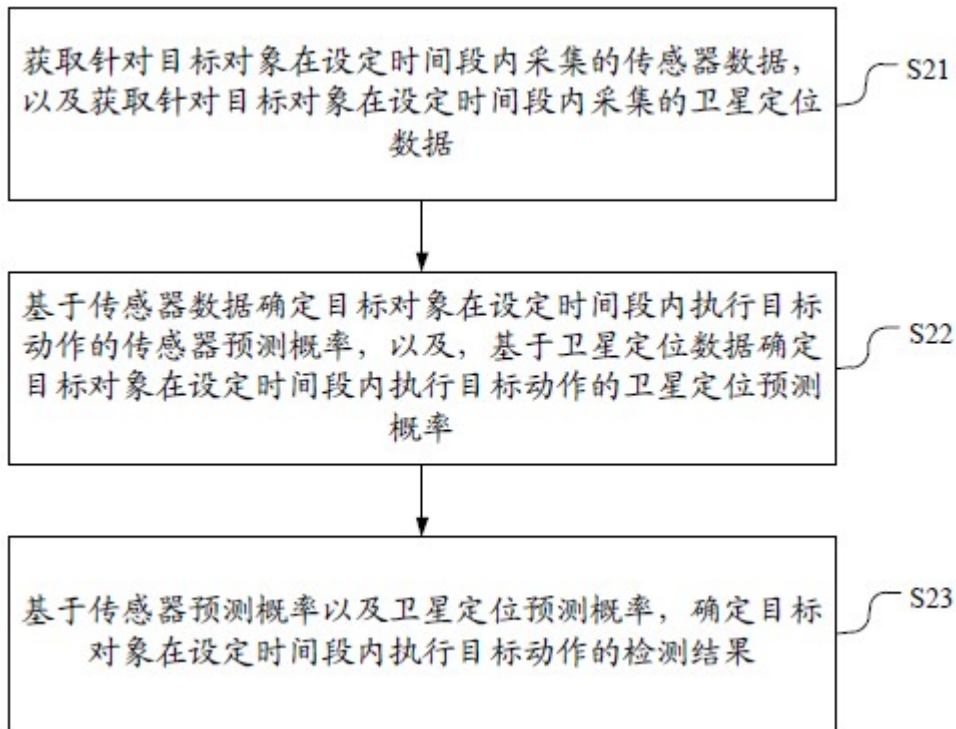 获取针对目标对象在设定时间段内采集的传感器数据，
以及获取针对目标对象在设定时间段内采集的卫星定位
数据
S21
基于传感器数据确定目标对象在设定时间段内执行目标
动作的传感器预测概率，以及，基于卫星定位数据确定
目标对象在设定时间段内执行目标动作的卫星定位预测
概率
S22
基于传感器预测概率以及卫星定位预测概率，确定目标
对象在设定时间段内执行目标动作的检测结果
S23